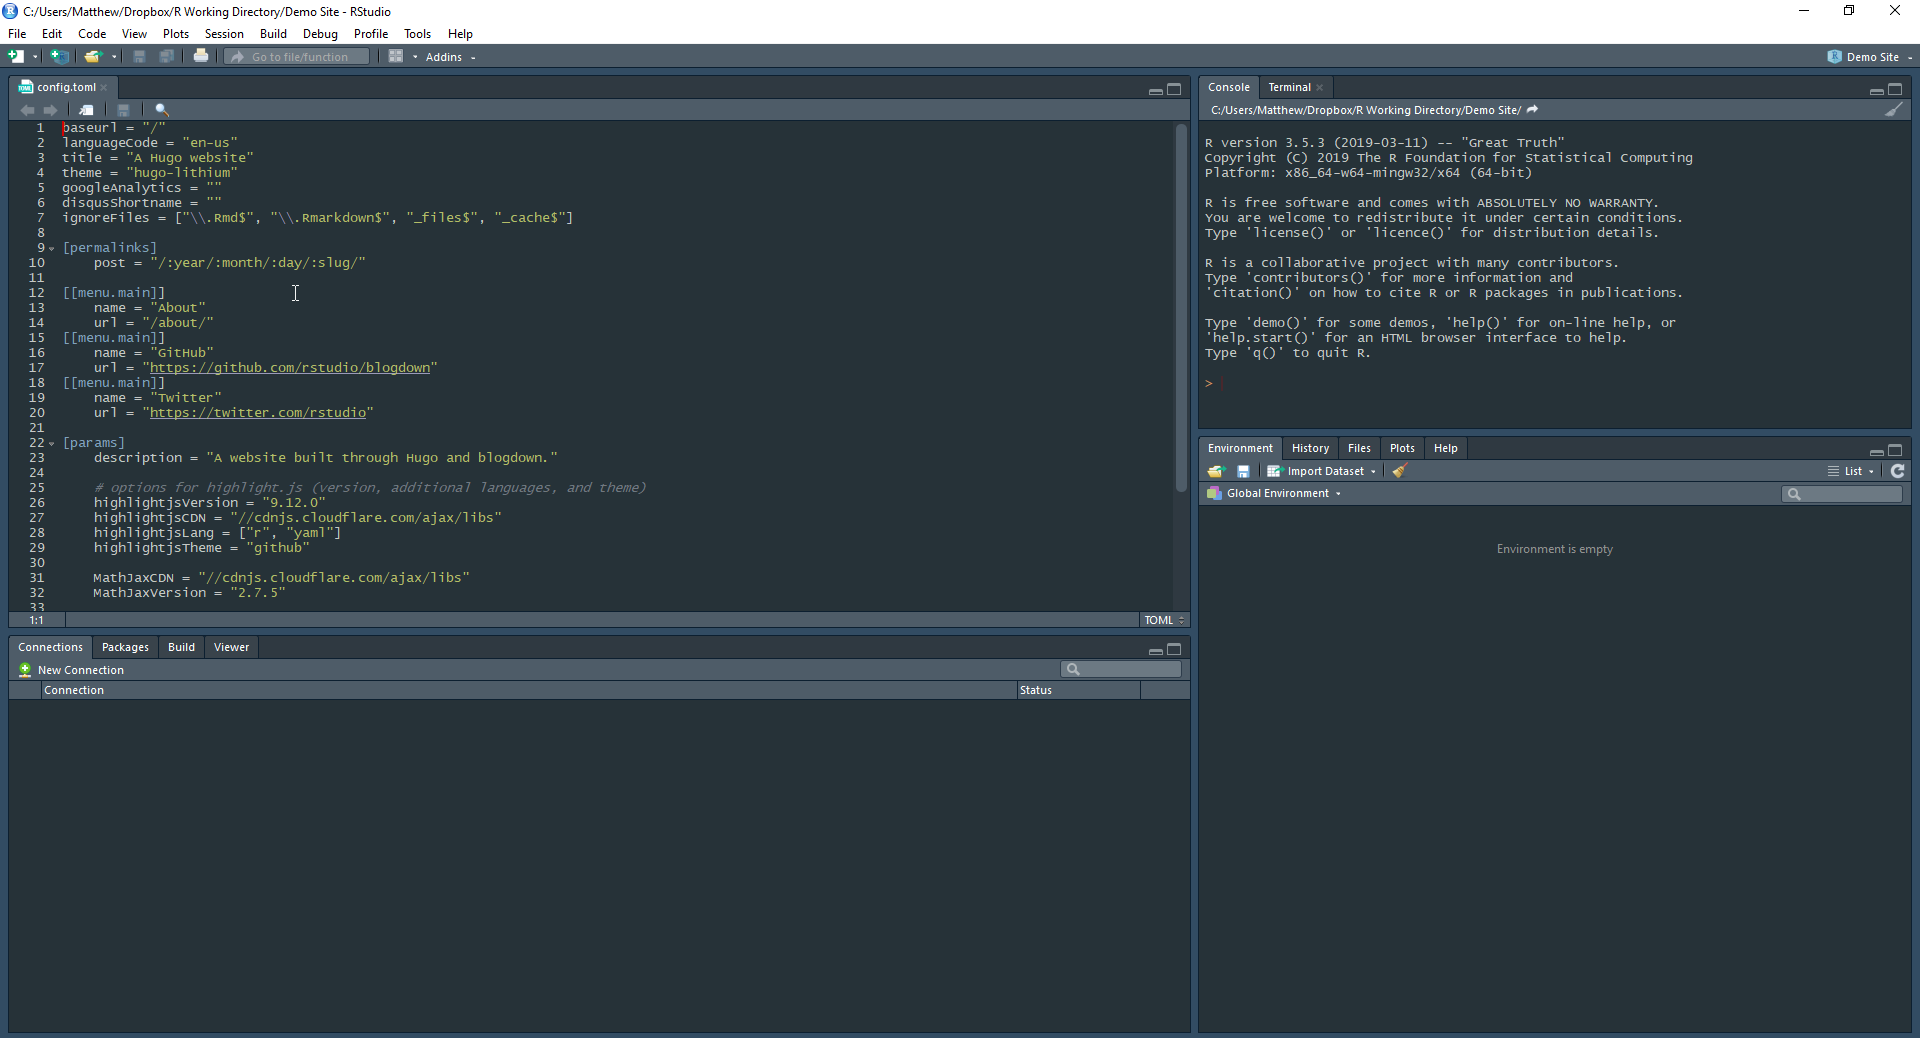 C:/Users/Matthew/Dropbox/R Working Directory/Demo Site - RStudio
File Edit Code View Plots Session Build Debug Profile Tools Help
Go to file/function Addins Demo Site
config.toml
1 baseurl = "/"
2 languageCode = "en-us"
3 title = "A Hugo website"
4 theme = "hugo-lithium"
5 googleAnalytics = ""
6 disqusShortname = ""
7 ignoreFiles = ["\\.Rmd$", "\\.Rmarkdown$", "_files$", "_cache$"]
8
9 [permalinks]
10 post = "/:year/:month/:day/:slug/"
11
12 [[menu.main]]
13 name = "About"
14 url = "/about/"
15 [[menu.main]]
16 name = "GitHub"
17 url = "https://github.com/rstudio/blogdown"
18 [[menu.main]]
19 name = "Twitter"
20 url = "https://twitter.com/rstudio"
21
22 [params]
23 description = "A website built through Hugo and blogdown."
24
25 # options for highlight.js (version, additional languages, and theme)
26 highlightjsVersion = "9.12.0"
27 highlightjsCDN = "//cdnjs.cloudflare.com/ajax/libs"
28 highlightjsLang = ["r", "yaml"]
29 highlightjsTheme = "github"
30
31 MathJaxCDN = "//cdnjs.cloudflare.com/ajax/libs"
32 MathJaxVersion = "2.7.5"
33
1:1 TOML
Connections Packages Build Viewer
New Connection
Connection Status
Console Terminal
C:/Users/Matthew/Dropbox/R Working Directory/Demo Site/
R version 3.5.3 (2019-03-11) -- "Great Truth"
Copyright (C) 2019 The R Foundation for Statistical Computing
Platform: x86_64-w64-mingw32/x64 (64-bit)
R is free software and comes with ABSOLUTELY NO WARRANTY.
You are welcome to redistribute it under certain conditions.
Type 'license()' or 'licence()' for distribution details.
R is a collaborative project with many contributors.
Type 'contributors()' for more information and
'citation()' on how to cite R or R packages in publications.
Type 'demo()' for some demos, 'help()' for on-line help, or
'help.start()' for an HTML browser interface to help.
Type 'q()' to quit R.
>
Environment History Files Plots Help
Import Dataset List
Global Environment
Environment is empty